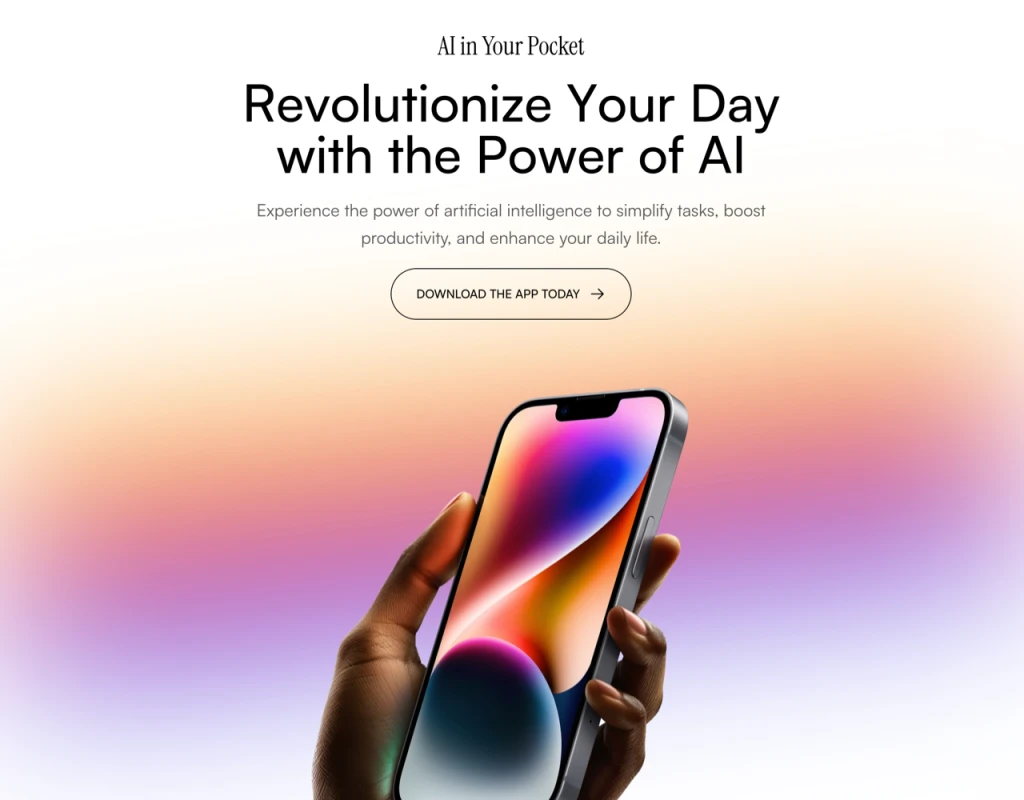 AI in Your Pocket
Revolutionize Your Day
with the Power of AI
Experience the power of artificial intelligence to simplify tasks, boost
productivity, and enhance your daily life.
DOWNLOAD THE APP TODAY →